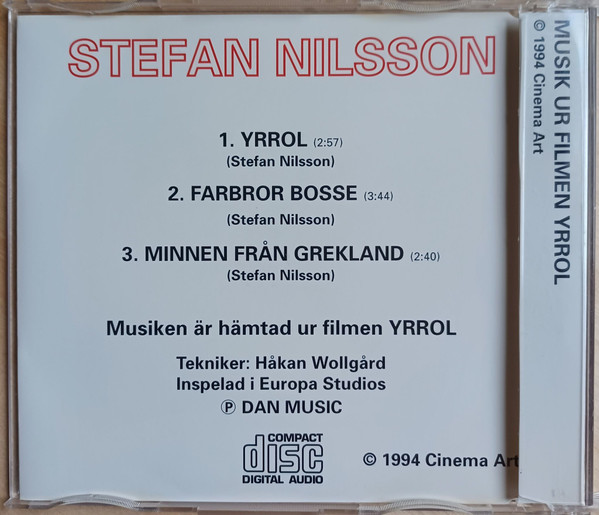 STEFAN NILSSON
1. YRROL (2:57)
(Stefan Nilsson)
2. FARBROR BOSSE (3:44)
(Stefan Nilsson)
3. MINNEN FRÅN GREKLAND (2:40)
(Stefan Nilsson)
Musiken är hämtad ur filmen YRROL
Tekniker: Håkan Wollgård
Inspelad i Europa Studios
℗ DAN MUSIC
COMPACT
disc
DIGITAL AUDIO
© 1994 Cinema Art
MUSIK UR FILMEN YRROL
© 1994 Cinema Art